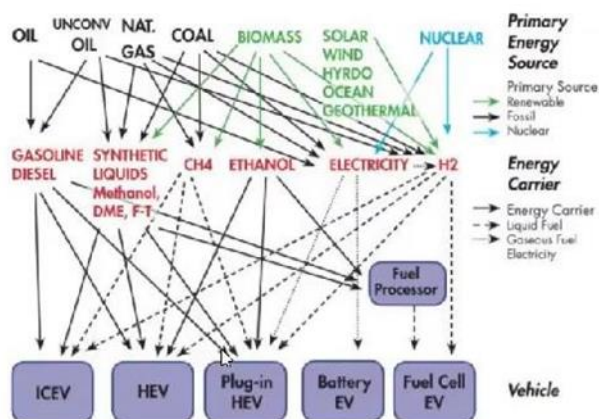 OIL
UNCONV
OIL
NAT.
GAS
COAL
BIOMASS
SOLAR
WIND
HYRDO
OCEAN
GEOTHERMAL
NUCLEAR
Primary
Energy
Source
Primary Source
Renewable
Fossil
Nuclear
GASOLINE
DIESEL
SYNTHETIC
LIQUIDS
Methanol,
DME, F-T
CH4
ETHANOL
ELECTRICITY
H2
Energy
Carrier
Energy Carrier
Liquid Fuel
Gaseous Fuel
Electricity
Fuel
Processor
ICEV
HEV
Plug-in
HEV
Battery
EV
Fuel Cell
EV
Vehicle